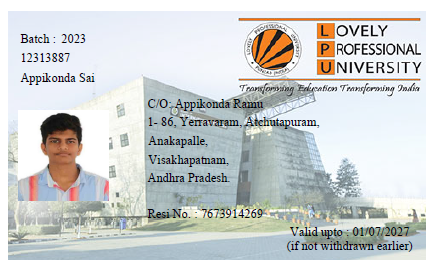 Batch :  2023
12313887
Appikonda Sai
LOVELY
PROFESSIONAL
UNIVERSITY
Transforming Education Transforming India
C/O: Appikonda Ramu
1- 86, Yerravaram, Atchutapuram,
Anakapalle,
Visakhapatnam,
Andhra Pradesh.
Resi No. : 7673914269
Valid upto : 01/07/2027
(if not withdrawn earlier)